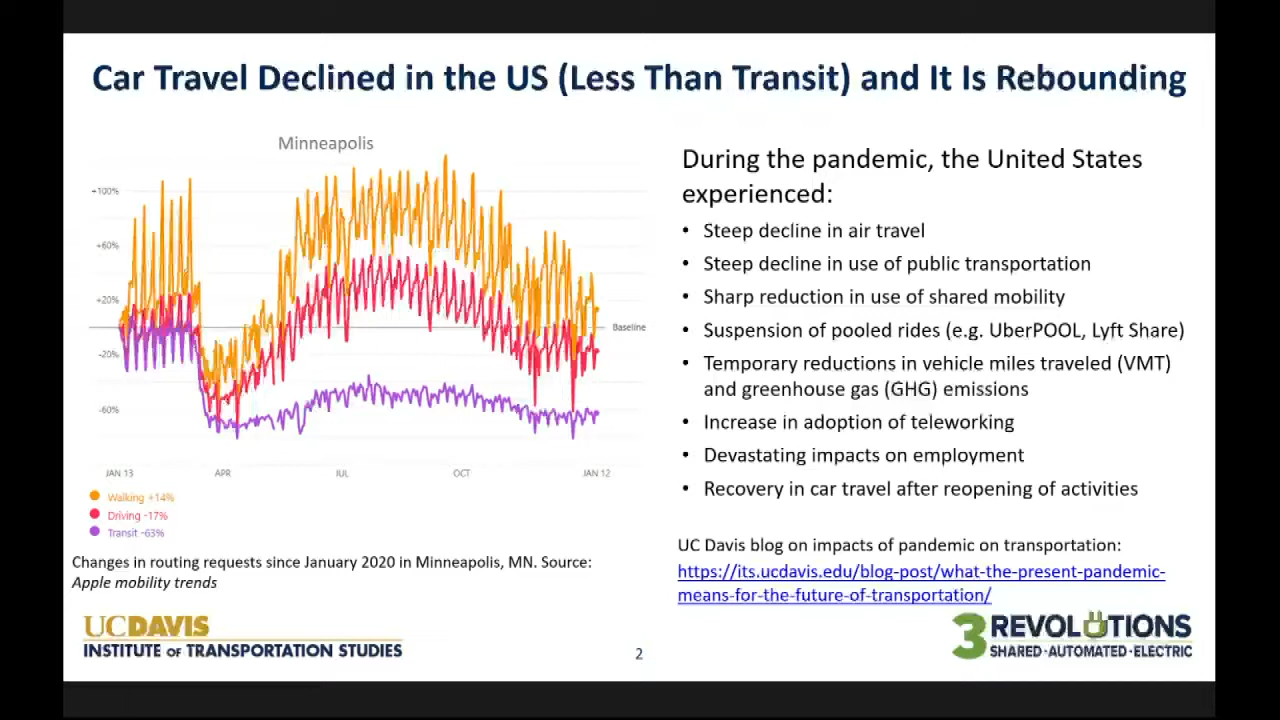 Car Travel Declined in the US (Less Than Transit) and It Is Rebounding
Minneapolis
+100%
+60%
+20%
Baseline
-20%
-60%
JAN 13
APR
JUL
OCT
JAN 12
Walking +14%
Driving -17%
Transit -63%
Changes in routing requests since January 2020 in Minneapolis, MN. Source:
Apple mobility trends
During the pandemic, the United States
experienced:
• Steep decline in air travel
• Steep decline in use of public transportation
• Sharp reduction in use of shared mobility
• Suspension of pooled rides (e.g. UberPOOL, Lyft Share)
• Temporary reductions in vehicle miles traveled (VMT)
and greenhouse gas (GHG) emissions
• Increase in adoption of teleworking
• Devastating impacts on employment
• Recovery in car travel after reopening of activities
UC Davis blog on impacts of pandemic on transportation:
https://its.ucdavis.edu/blog-post/what-the-present-pandemic-
means-for-the-future-of-transportation/
UCDAVIS
INSTITUTE OF TRANSPORTATION STUDIES
2
3 REVOLUTIONS
SHARED·AUTOMATED·ELECTRIC